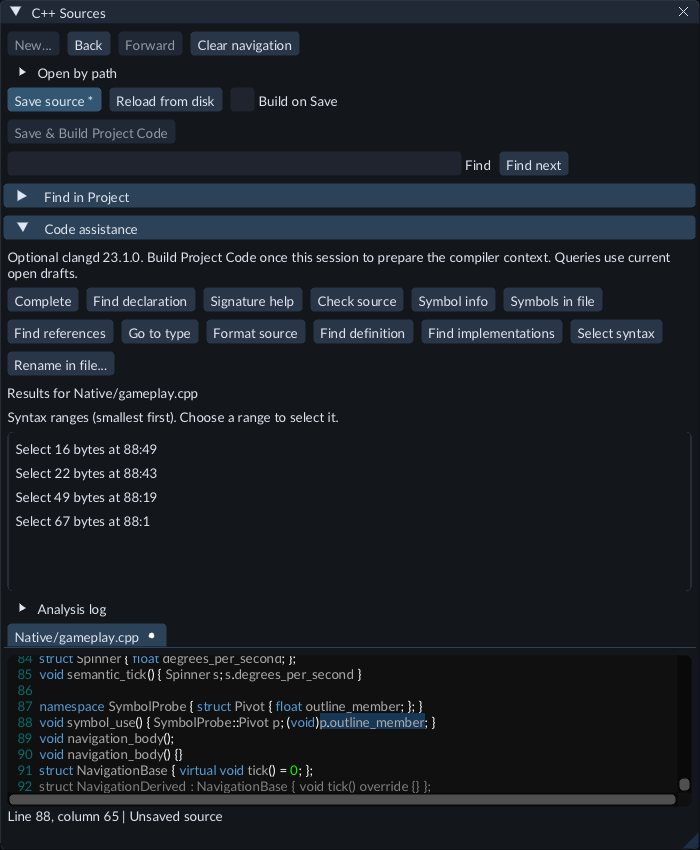 C++ Sources
New... Back Forward Clear navigation
Open by path
Save source * Reload from disk Build on Save
Save & Build Project Code
Find Find next
Find in Project
Code assistance
Optional clangd 23.1.0. Build Project Code once this session to prepare the compiler context. Queries use current
open drafts.
Complete Find declaration Signature help Check source Symbol info Symbols in file
Find references Go to type Format source Find definition Find implementations Select syntax
Rename in file...
Results for Native/gameplay.cpp
Syntax ranges (smallest first). Choose a range to select it.
Select 16 bytes at 88:49
Select 22 bytes at 88:43
Select 49 bytes at 88:19
Select 67 bytes at 88:1
Analysis log
Native/gameplay.cpp
84 struct Spinner { float degrees_per_second; };
85 void semantic_tick() { Spinner s; s.degrees_per_second }
86
87 namespace SymbolProbe { struct Pivot { float outline_member; }; }
88 void symbol_use() { SymbolProbe::Pivot p; (void)p.outline_member; }
89 void navigation_body();
90 void navigation_body() {}
91 struct NavigationBase { virtual void tick() = 0; };
92 struct NavigationDerived : NavigationBase { void tick() override {} };
Line 88, column 65 | Unsaved source